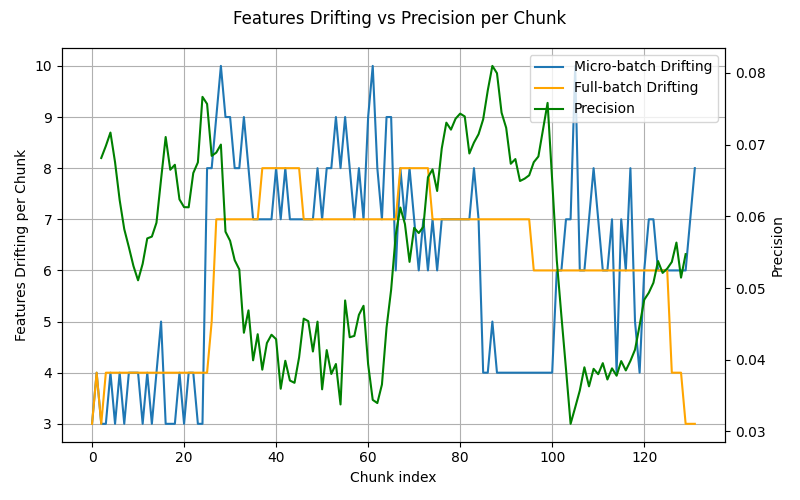 Features Drifting vs Precision per Chunk
Micro-batch Drifting
Full-batch Drifting
Precision
Features Drifting per Chunk
10
9
8
7
6
5
4
3
0.08
0.07
0.06
0.05
0.04
0.03
Precision
0 20 40 60 80 100 120
Chunk index